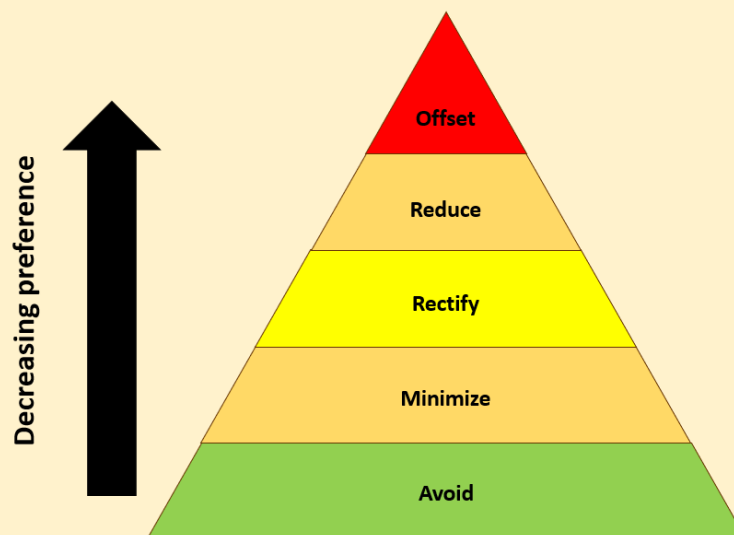 Offset
Reduce
Rectify
Minimize
Avoid
Decreasing preference